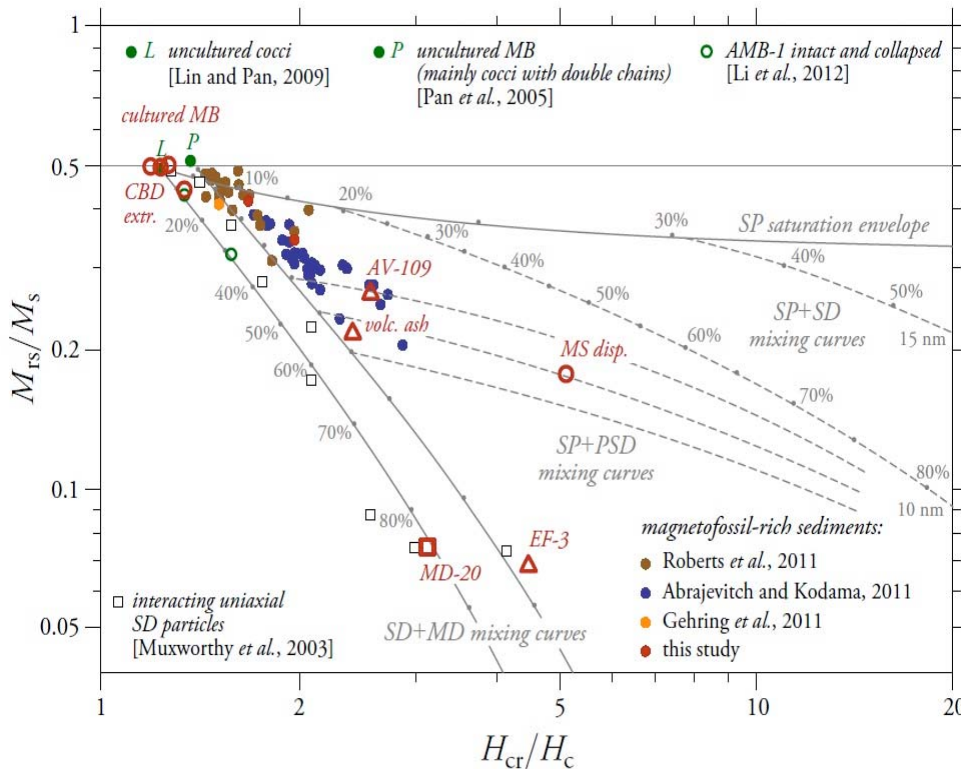 1
0.5
0.2
0.1
0.05
Mrs/Ms
L uncultured cocci
[Lin and Pan, 2009]
P uncultured MB
(mainly cocci with double chains)
[Pan et al., 2005]
AMB-1 intact and collapsed
[Li et al., 2012]
cultured MB
L
P
CBD
extr.
10%
20%
30%
SP saturation envelope
20%
30%
40%
40%
50%
50%
15 nm
SP+SD
mixing curves
AV-109
volc. ash
MS disp.
40%
50%
60%
60%
70%
70%
SP+PSD
mixing curves
80%
10 nm
80%
MD-20
EF-3
SD+MD mixing curves
magnetofossil-rich sediments:
Roberts et al., 2011
Abrajevitch and Kodama, 2011
Gehring et al., 2011
this study
interacting uniaxial
SD particles
[Muxworthy et al., 2003]
1
2
5
10
20
Hcr/Hc